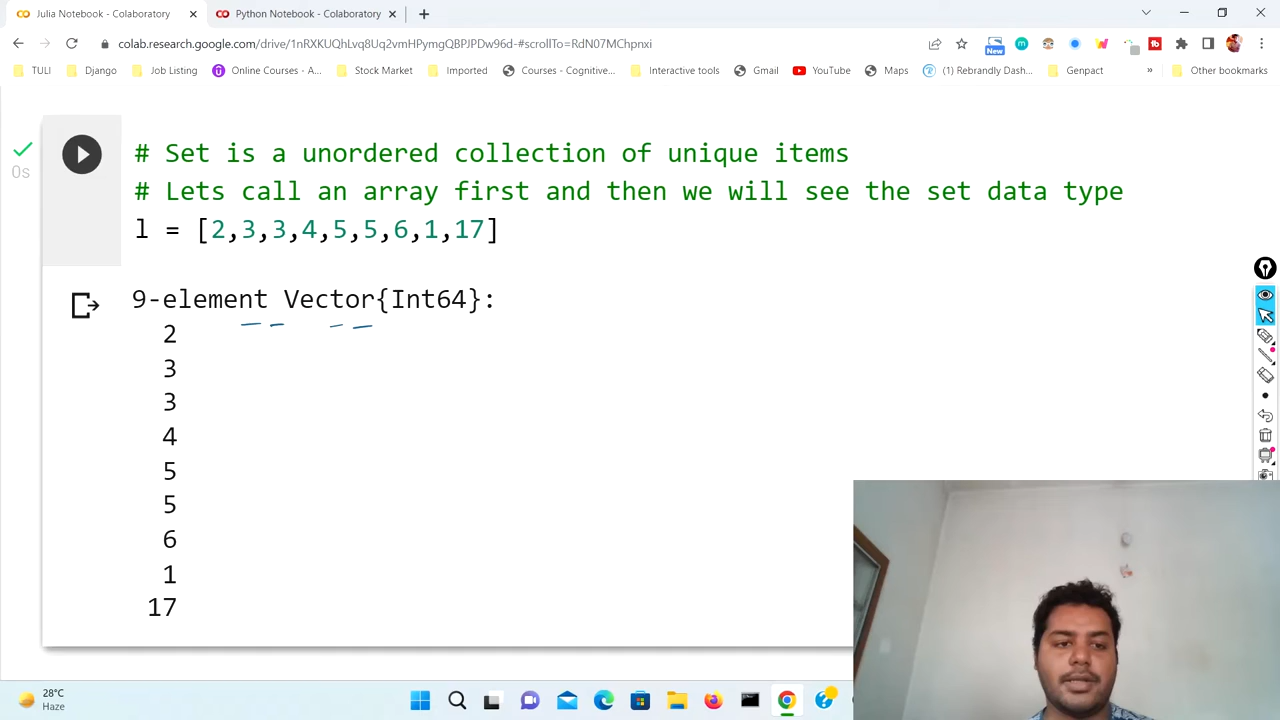 Julia Notebook - Colaboratory
Python Notebook - Colaboratory
colab.research.google.com/drive/
QhLvq8Uq2vmHPymgOPJPDw96d-#scrollTo=RdN07MChpnxi
New
TULI
Django
Job Listing
Online Courses - A...
Stock Market
Imported
Courses - Cognitive...
Interactive took
Gmail
YouTube
Maps
(1) Rebrandly Dash...
Genpact
»
Other bookmarks
# Set is a unordered collection of unique items
# Lets call an array first and then we will see the set data type
l = [2,3,3,4,5,5,6,1,17]
0s
9-element Vector{Int64}:
2
3
3
4
5
5
6
1
17
28°C
Haze